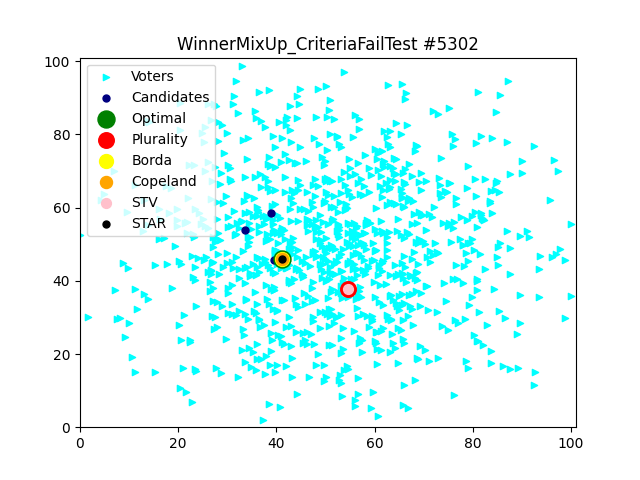 WinnerMixUp_CriteriaFailTest #5302
Voters
Candidates
Optimal
Plurality
Borda
Copeland
STV
STAR
100
80
60
40
20
0
0 20 40 60 80 100